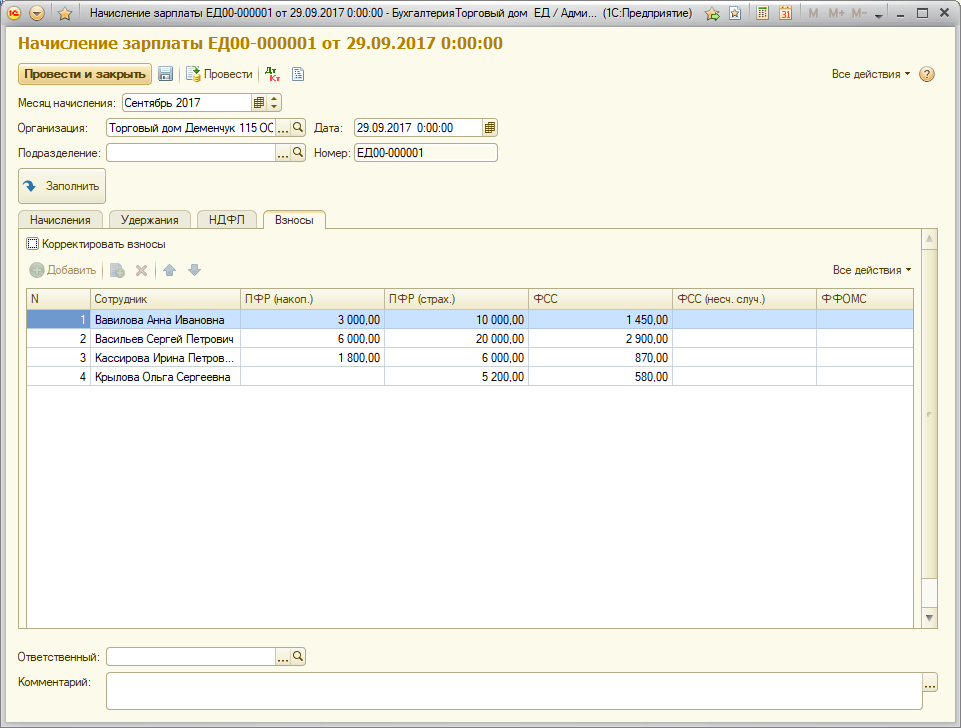 Начисление зарплаты ЕД00-000001 от 29.09.2017 0:00:00 - БухгалтерияТорговый дом ЕД / Адми... (1С:Предприятие) M M+ M-
Начисление зарплаты ЕД00-000001 от 29.09.2017 0:00:00
Провести и закрыть Провести Дт Кт Все действия ?
Месяц начисления: Сентябрь 2017
Организация: Торговый дом Деменчук 115 ОС ... Дата: 29.09.2017 0:00:00
Подразделение: ... Номер: ЕД00-000001
Заполнить
Начисления Удержания НДФЛ Взносы
Корректировать взносы
Добавить Все действия
N Сотрудник ПФР (накоп.) ПФР (страх.) ФСС ФСС (несч. случ.) ФФОМС
1 Вавилова Анна Ивановна 3 000,00 10 000,00 1 450,00
2 Васильев Сергей Петрович 6 000,00 20 000,00 2 900,00
3 Кассирова Ирина Петров... 1 800,00 6 000,00 870,00
4 Крылова Ольга Сергеевна 5 200,00 580,00
Ответственный: ...
Комментарий: ...